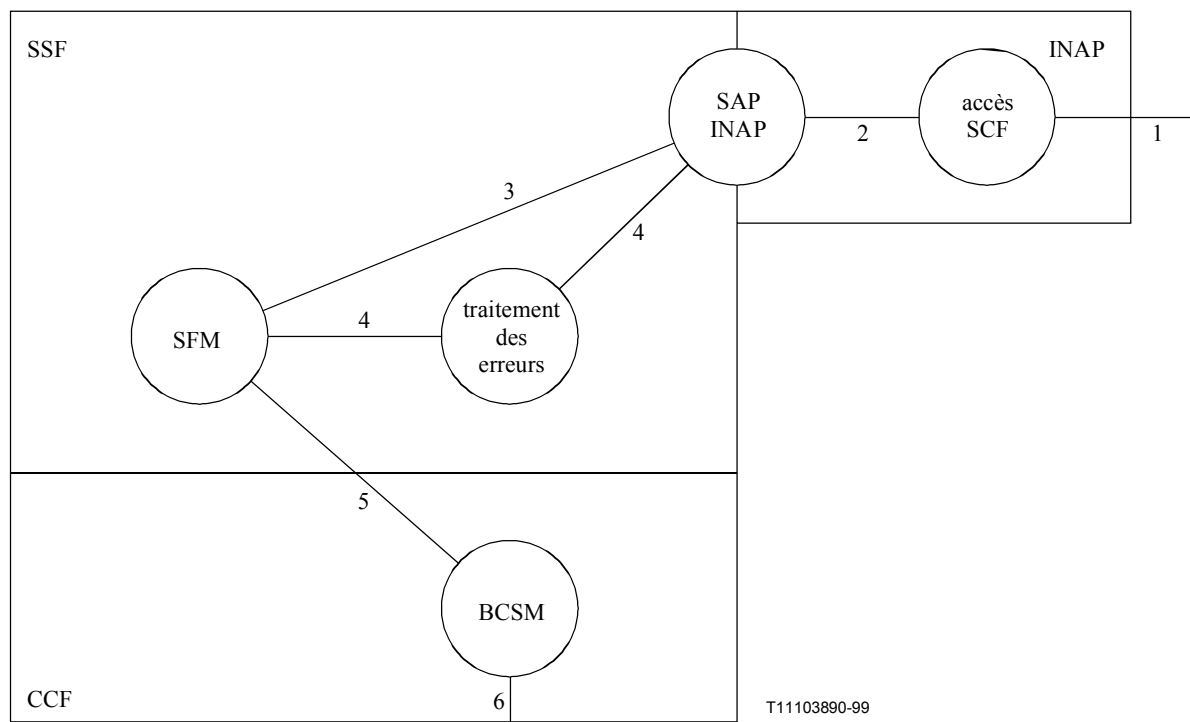 SSF
INAP
SAP
INAP
accès
SCF
2
1
3
4
SFM
4
traitement
des
erreurs
5
BCSM
CCF
6
T11103890-99